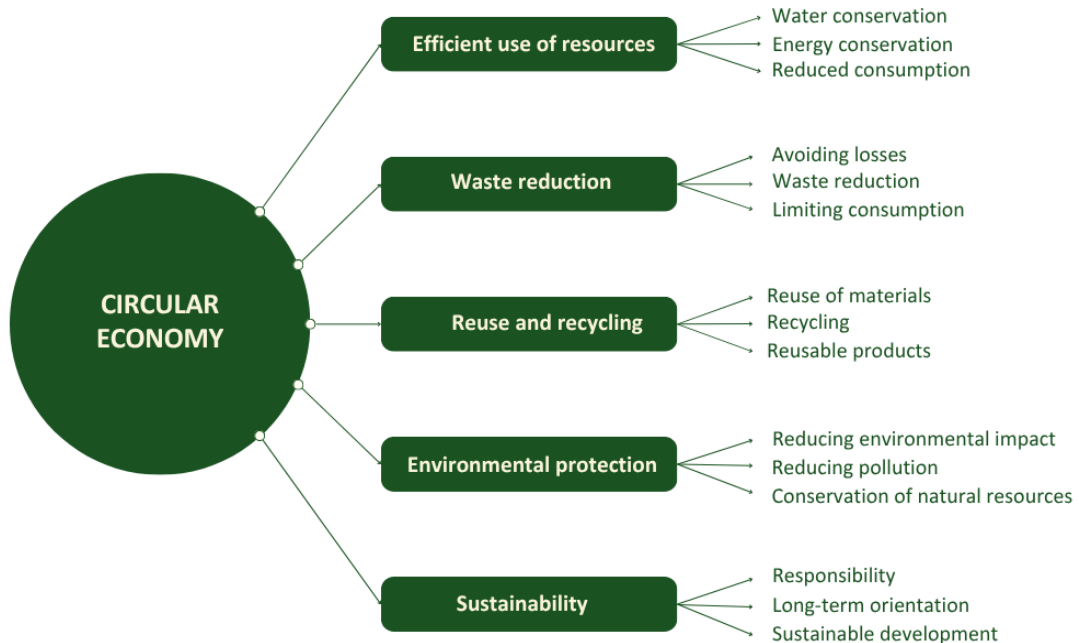 CIRCULAR
ECONOMY
Efficient use of resources
Water conservation
Energy conservation
Reduced consumption
Waste reduction
Avoiding losses
Waste reduction
Limiting consumption
Reuse and recycling
Reuse of materials
Recycling
Reusable products
Environmental protection
Reducing environmental impact
Reducing pollution
Conservation of natural resources
Sustainability
Responsibility
Long-term orientation
Sustainable development